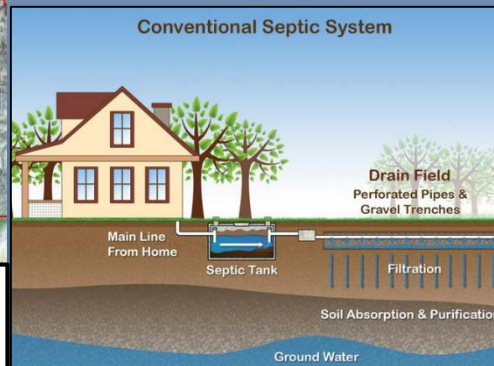 Conventional Septic System
Drain Field
Perforated Pipes &
Gravel Trenches
Main Line
From Home
Septic Tank
Filtration
Soil Absorption & Purification
Ground Water